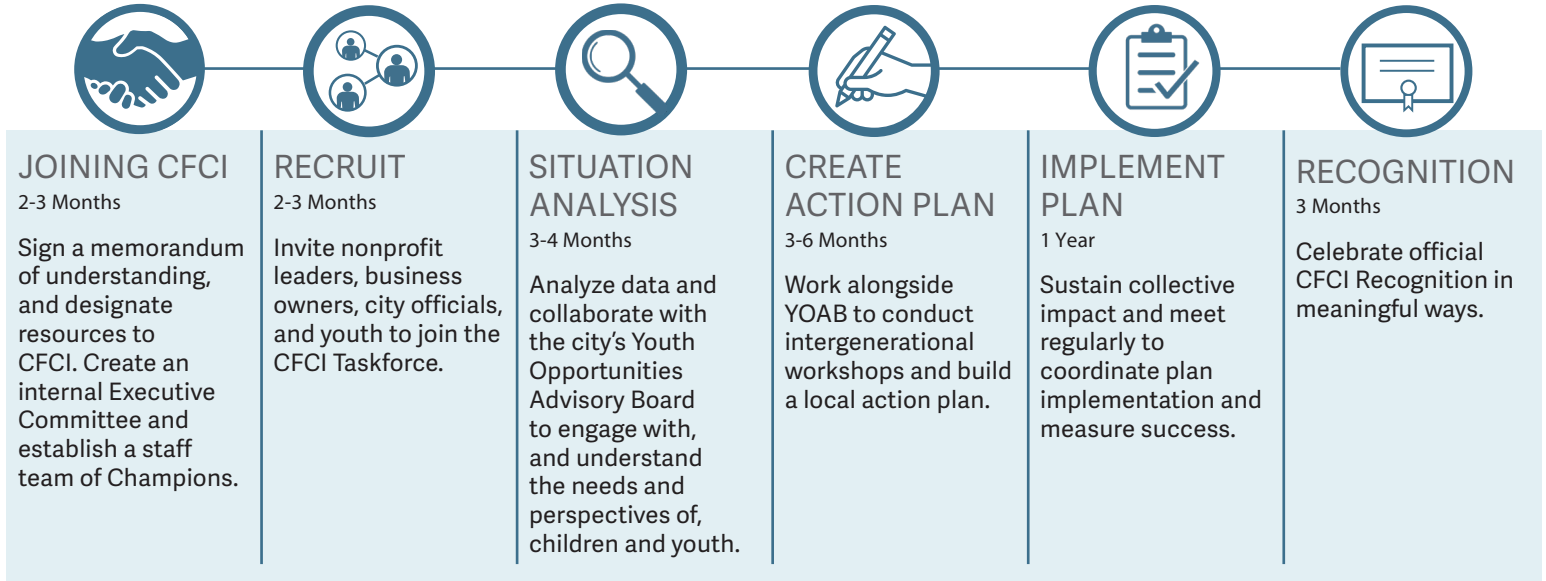 JOINING CFCI
2-3 Months
Sign a memorandum
of understanding,
and designate
resources to
CFCI. Create an
internal Executive
Committee and
establish a staff
team of Champions.
RECRUIT
2-3 Months
Invite nonprofit
leaders, business
owners, city officials,
and youth to join the
CFCI Taskforce.
SITUATION
ANALYSIS
3-4 Months
Analyze data and
collaborate with
the city’s Youth
Opportunities
Advisory Board
to engage with,
and understand
the needs and
perspectives of,
children and youth.
CREATE
ACTION PLAN
3-6 Months
Work alongside
YOAB to conduct
intergenerational
workshops and build
a local action plan.
IMPLEMENT
PLAN
1 Year
Sustain collective
impact and meet
regularly to
coordinate plan
implementation and
measure success.
RECOGNITION
3 Months
Celebrate official
CFCI Recognition in
meaningful ways.